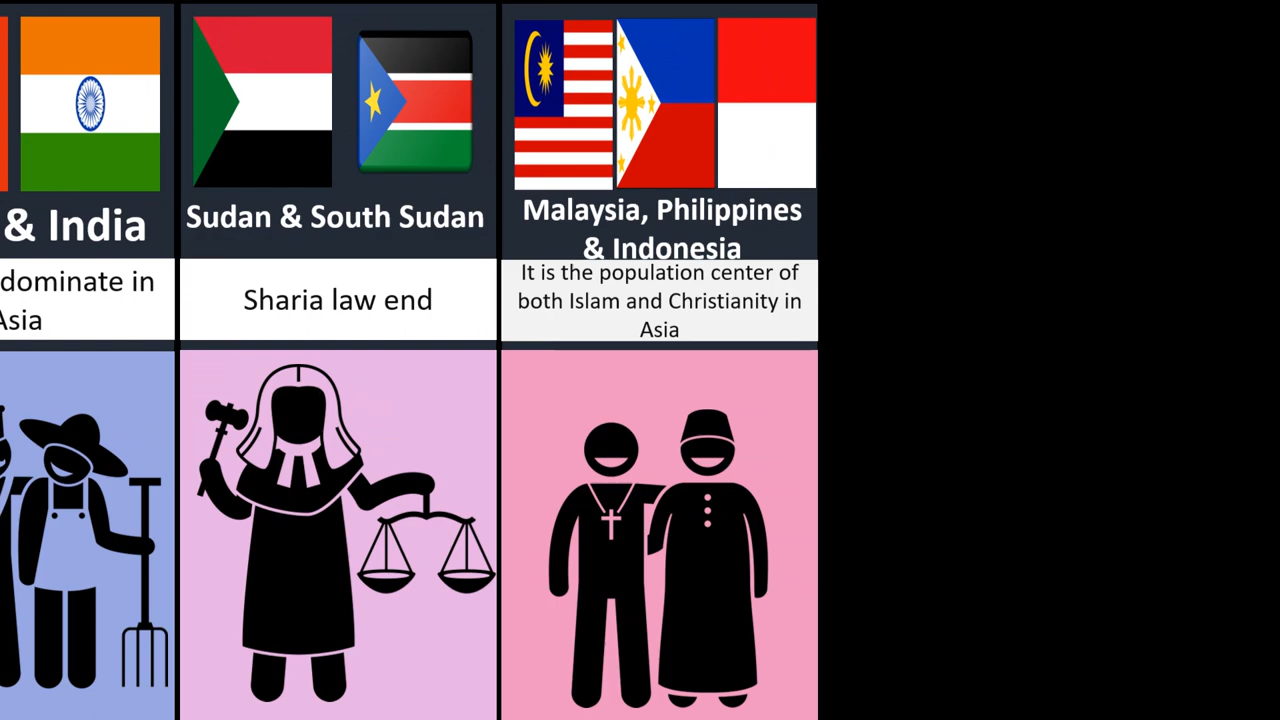 & India
dominate in
Asia
Sudan & South Sudan
Sharia law end
Malaysia, Philippines
& Indonesia
It is the population center of
both Islam and Christianity in
Asia